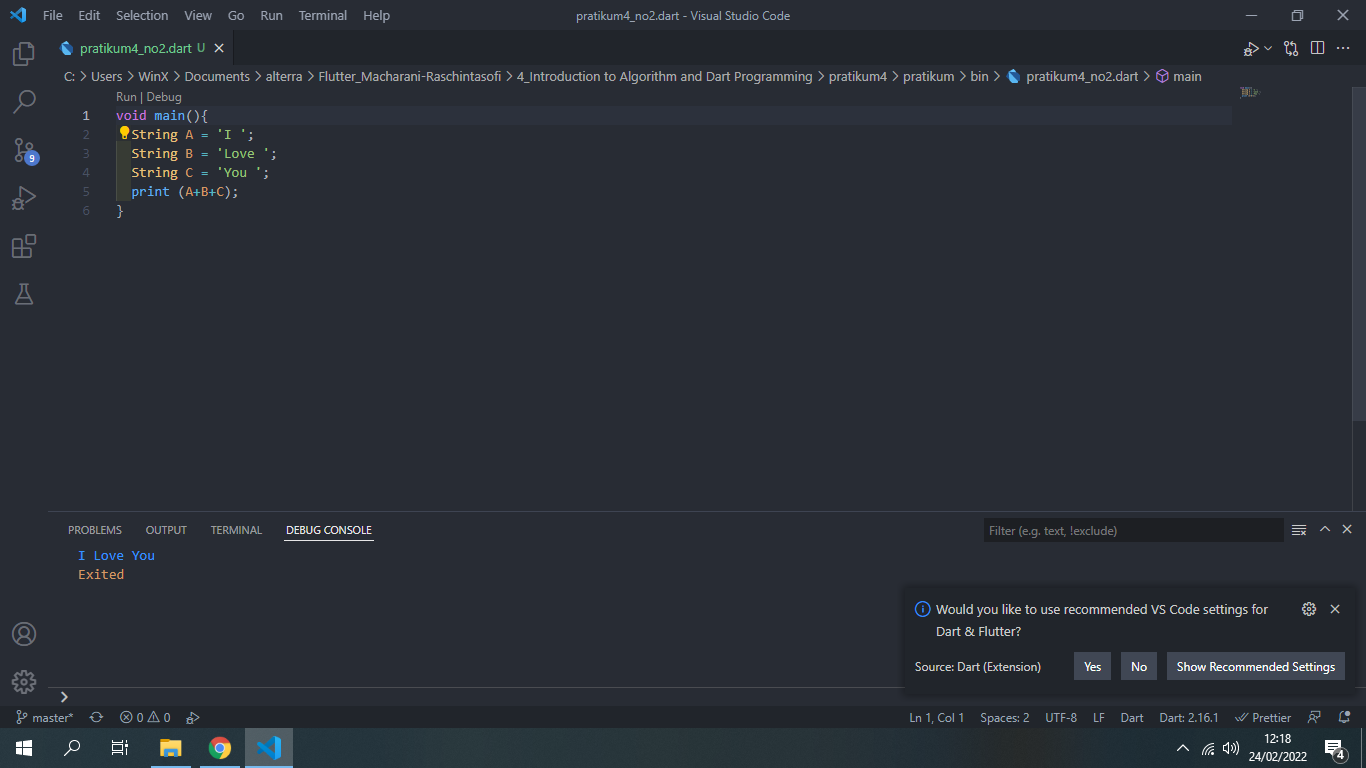 File Edit Selection View Go Run Terminal Help pratikum4_no2.dart - Visual Studio Code
pratikum4_no2.dart U
C: > Users > WinX > Documents > alterra > Flutter_Macharani-Raschintasofi > 4_Introduction to Algorithm and Dart Programming > pratikum4 > pratikum > bin > pratikum4_no2.dart > main
Run | Debug
1 void main(){
2 String A = 'I ';
3 String B = 'Love ';
4 String C = 'You ';
5 print (A+B+C);
6 }
9
PROBLEMS OUTPUT TERMINAL DEBUG CONSOLE Filter (e.g. text, !exclude)
I Love You
Exited
Would you like to use recommended VS Code settings for
Dart & Flutter?
Source: Dart (Extension) Yes No Show Recommended Settings
master* 0 0 Ln 1, Col 1 Spaces: 2 UTF-8 LF Dart Dart: 2.16.1 Prettier
12:18
24/02/2022 4